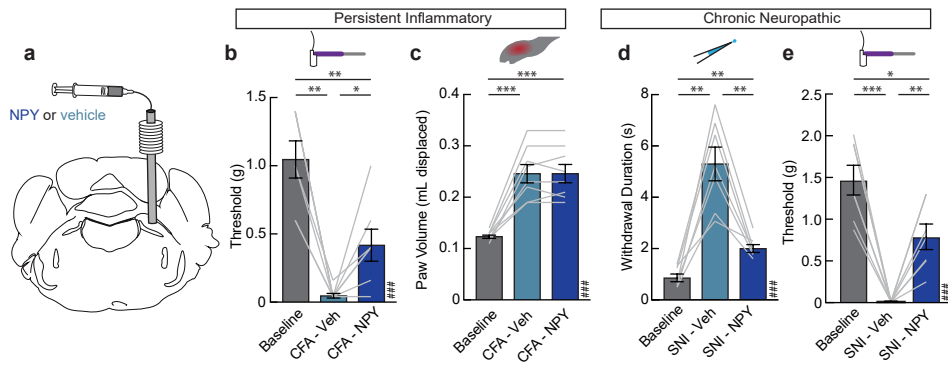 Persistent Inflammatory
Chronic Neuropathic
a
NPY or vehicle
b
** ** *
Threshold (g)
1.5
1.0
0.5
0
Baseline
CFA - Veh
CFA - NPY
###
c
*** ***
Paw Volume (mL displaced)
0.4
0.3
0.2
0.1
0
Baseline
CFA - Veh
CFA - NPY
###
d
** ** **
Withdrawal Duration (s)
8
6
4
2
0
Baseline
SNI - Veh
SNI - NPY
###
e
* *** **
Threshold (g)
2.5
2.0
1.5
1.0
0.5
0
Baseline
SNI - Veh
SNI - NPY
###